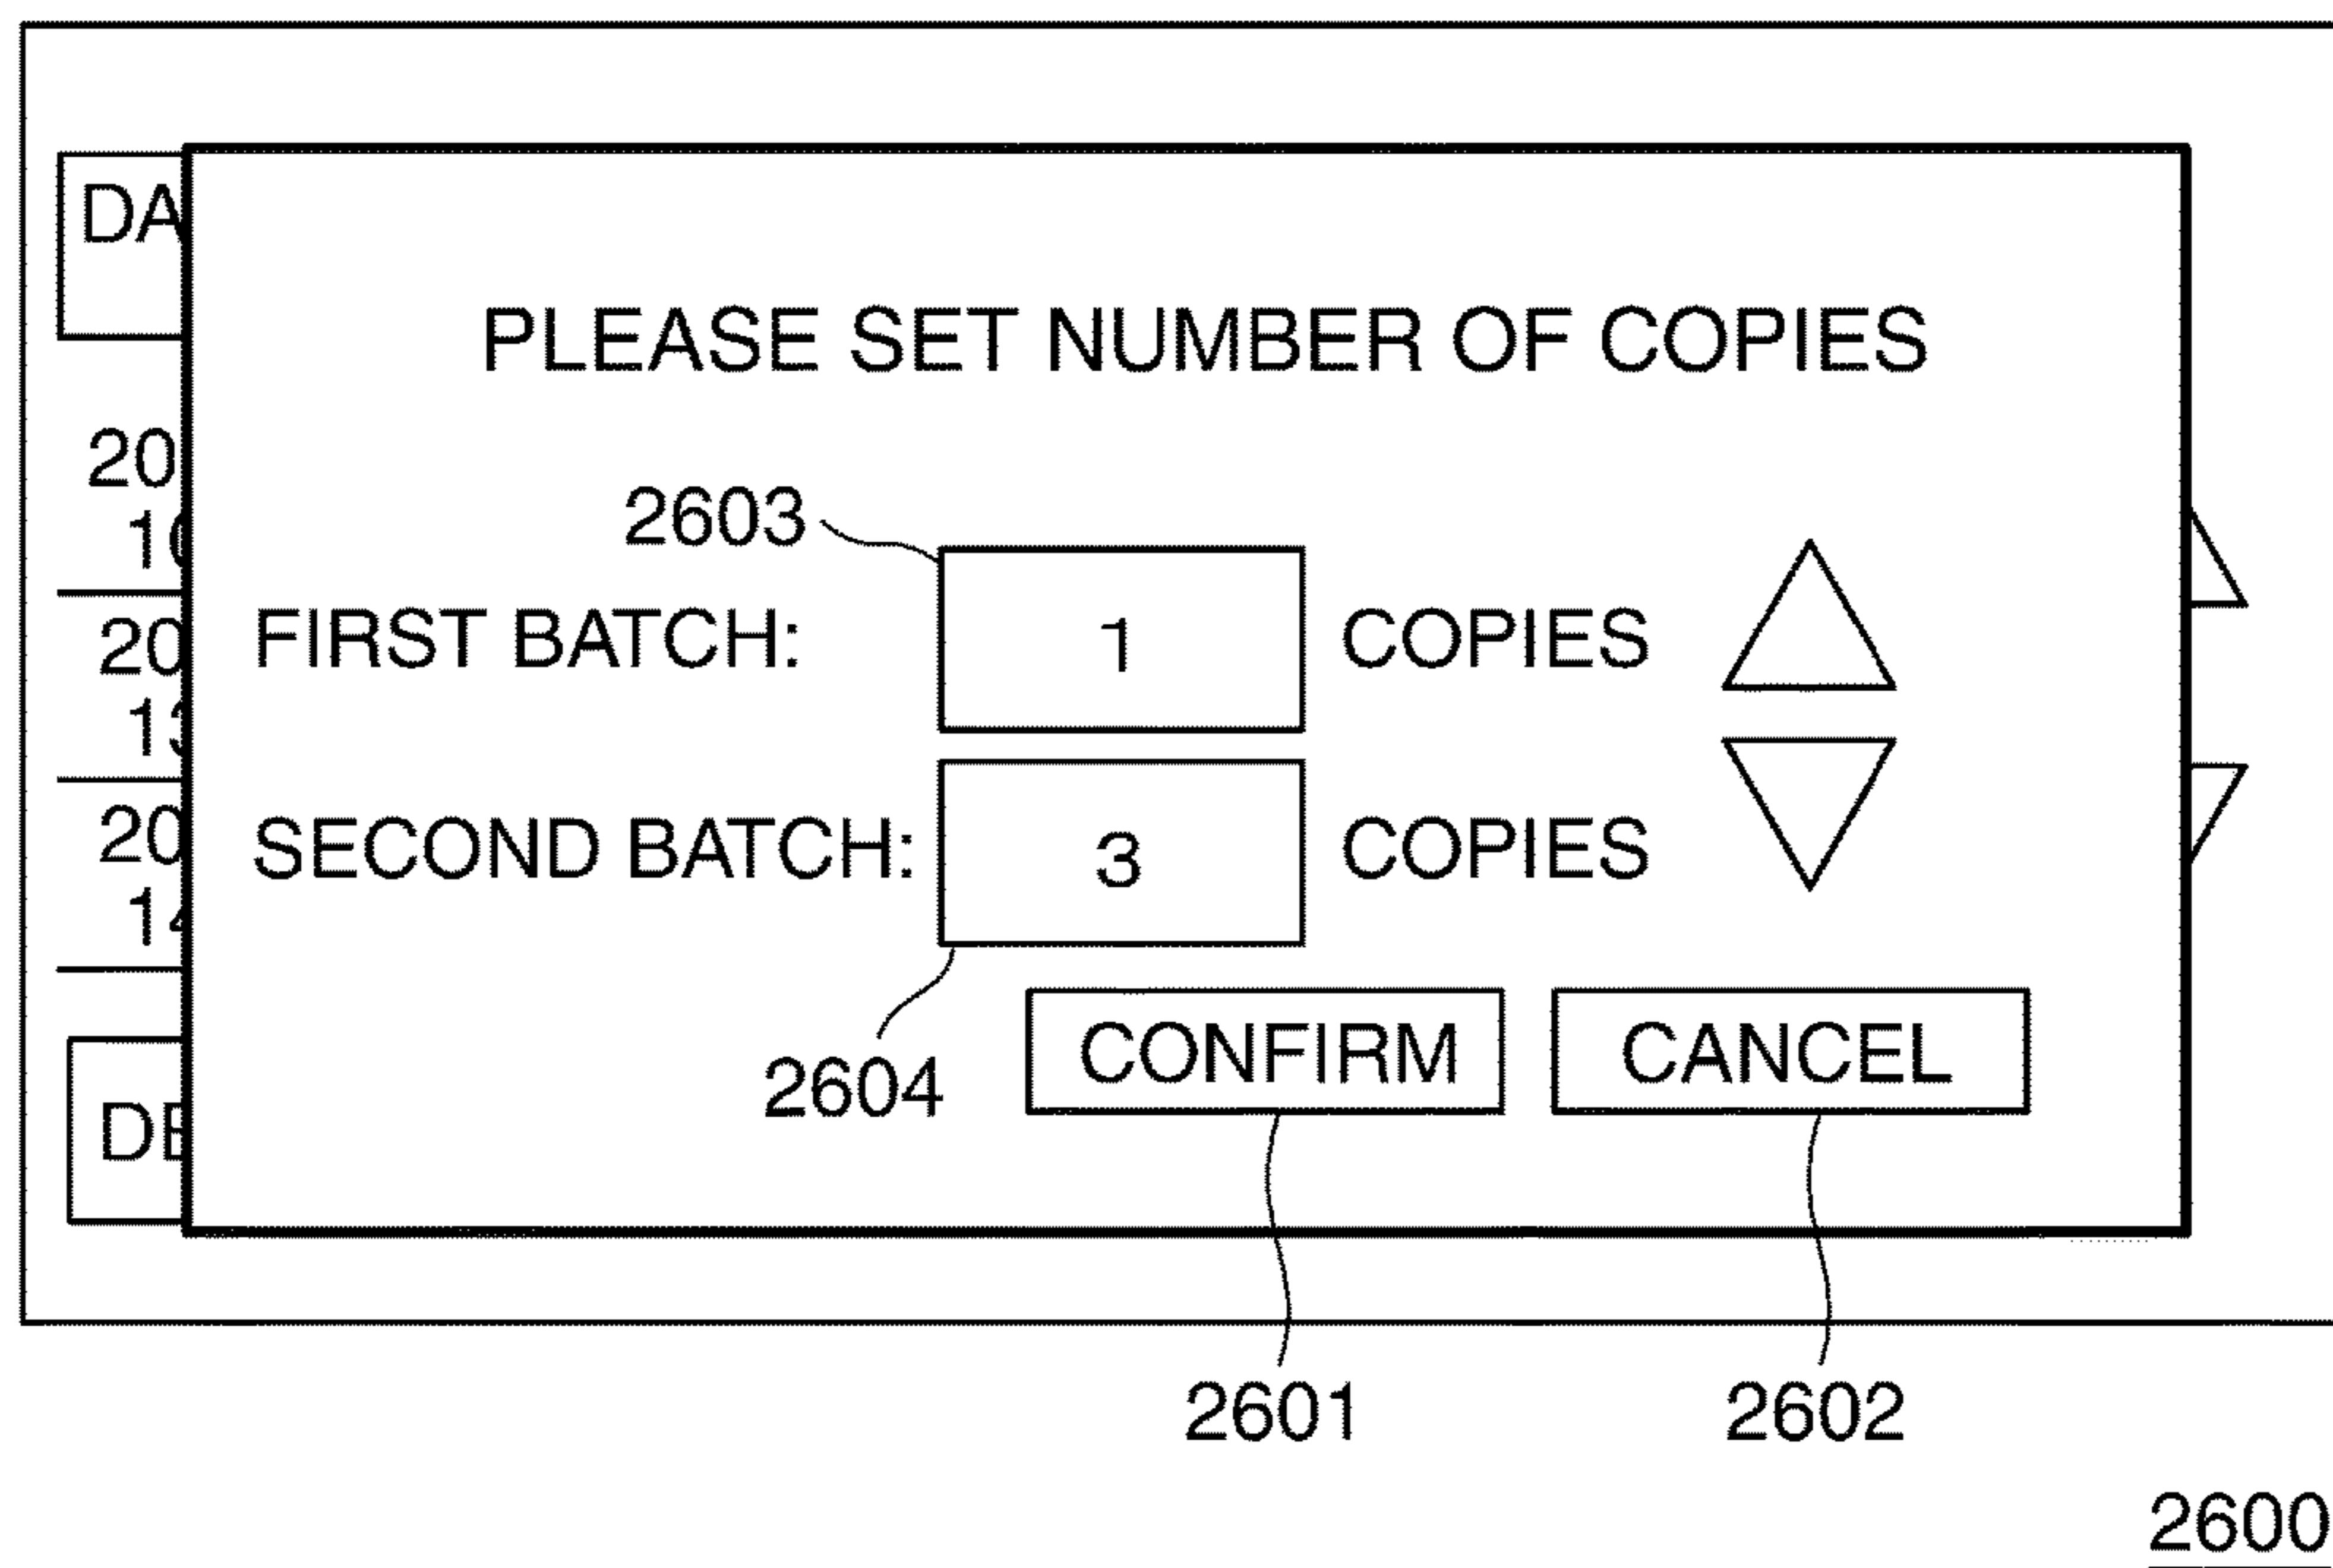 DA
PLEASE SET NUMBER OF COPIES
20
2603
10
FIRST BATCH: 1 COPIES
20
13
SECOND BATCH: 3 COPIES
20
14
CONFIRM CANCEL
2604
DE
2601 2602
2600